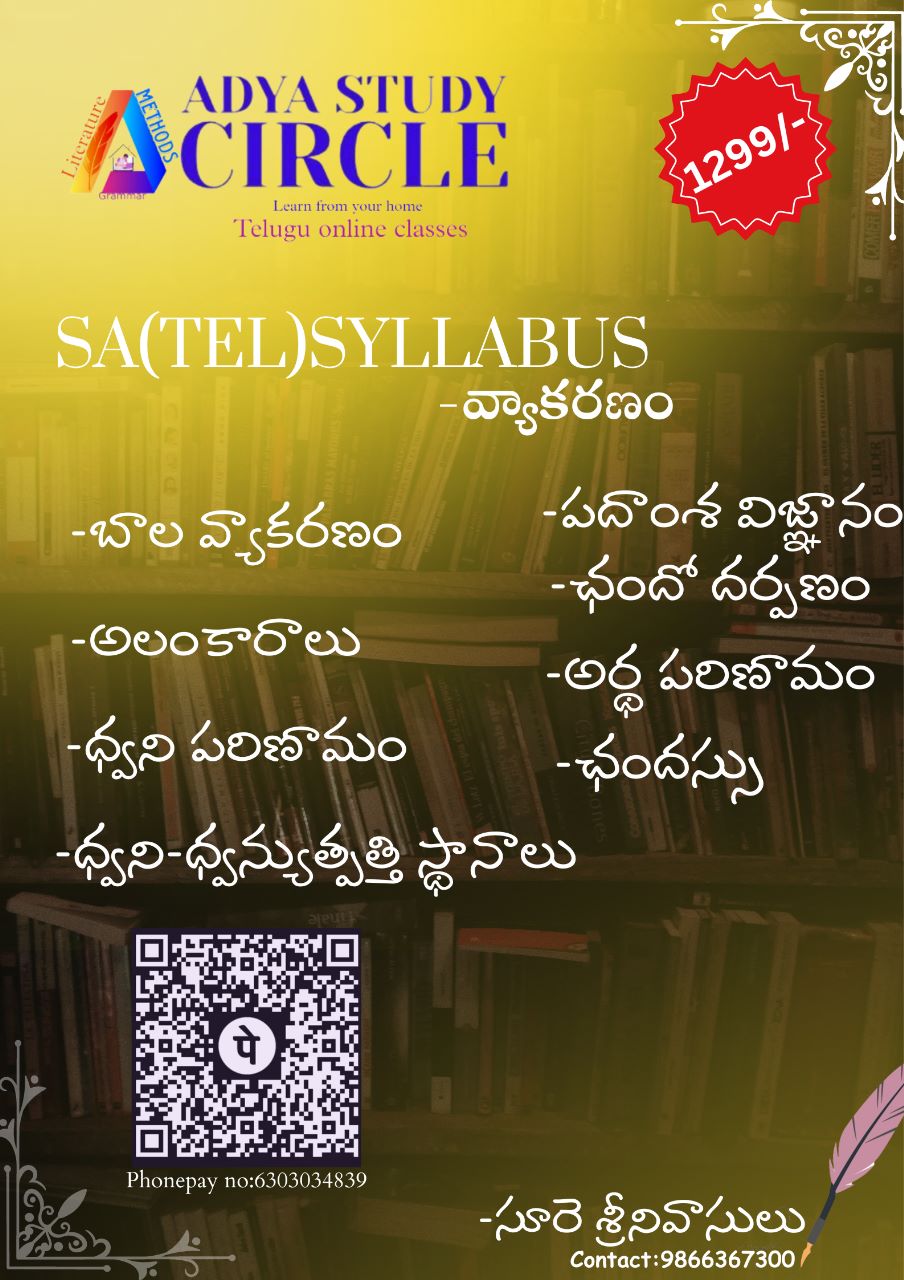 ADYA STUDY
CIRCLE
Literature
METHODS
Grammar
Learn from your home
Telugu online classes
1299/-
SA(TEL)SYLLABUS
-వ్యాకరణం
-బాల వ్యాకరణం
-అలంకారాలు
-ధ్వని పరిణామం
-ధ్వని-ధ్వన్యుత్పత్తి స్థానాలు
-పదాంశ విజ్ఞానం
-ఛందో దర్పణం
-అర్థ పరిణామం
-ఛందస్సు
पे
Phonepay no:6303034839
-సూరె శ్రీనివాసులు
Contact:9866367300